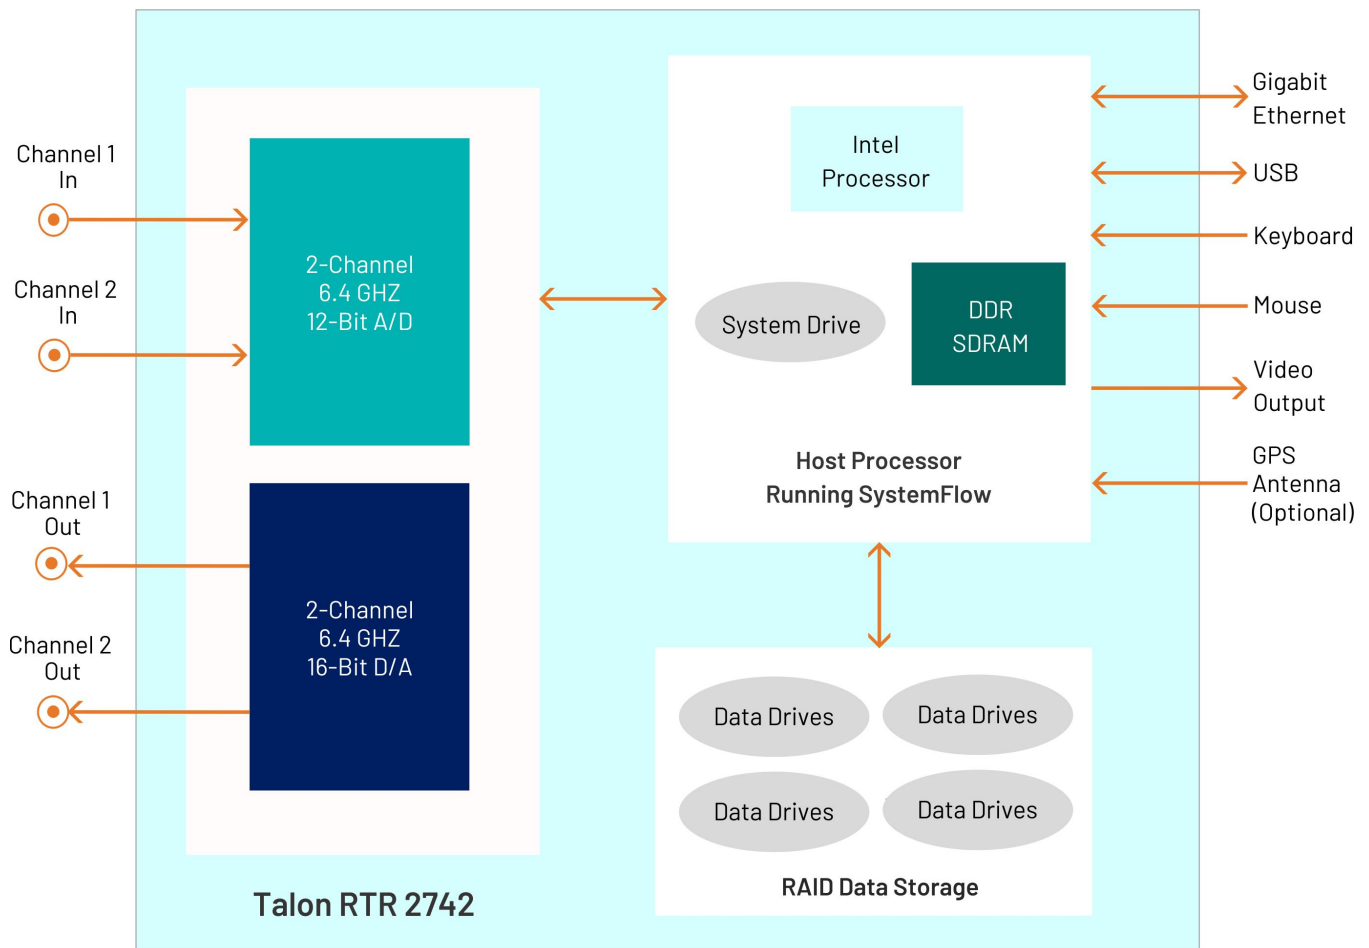 Channel 1
In
Channel 2
In
Channel 1
Out
Channel 2
Out
2-Channel
6.4 GHZ
12-Bit A/D
2-Channel
6.4 GHZ
16-Bit D/A
Talon RTR 2742
Intel
Processor
System Drive
DDR
SDRAM
Host Processor
Running SystemFlow
Data Drives
Data Drives
Data Drives
Data Drives
RAID Data Storage
Gigabit
Ethernet
USB
Keyboard
Mouse
Video
Output
GPS
Antenna
(Optional)